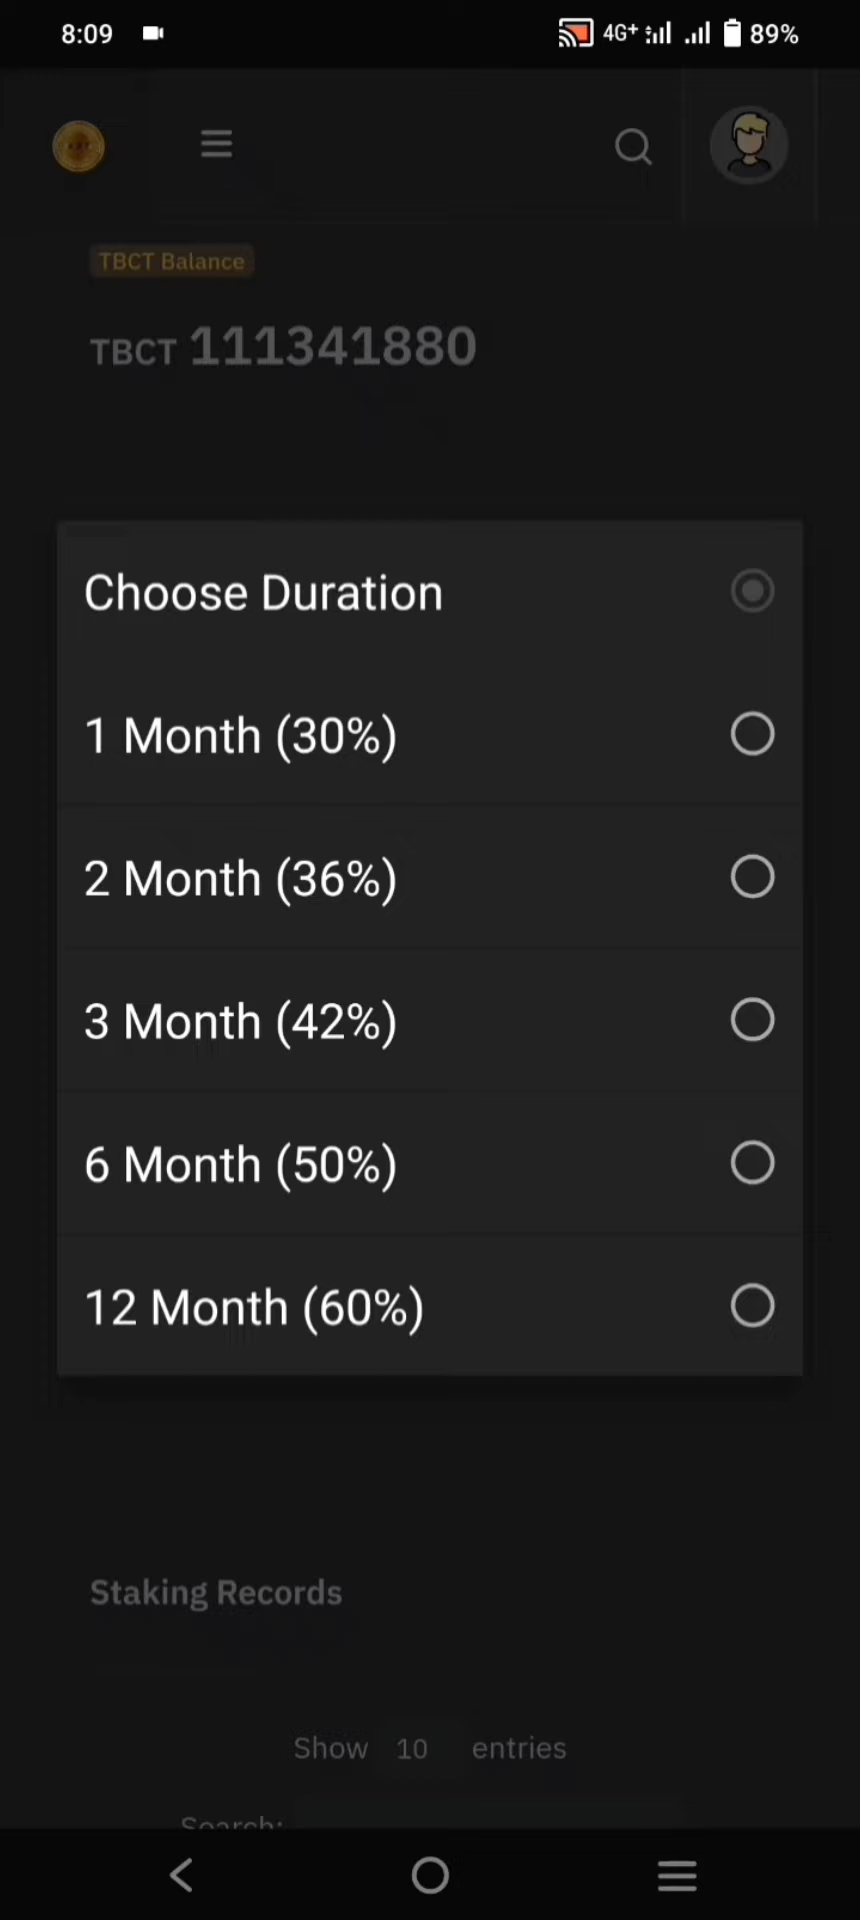 8:09 4G+ 89%
TBCT Balance
TBCT 111341880
Choose Duration
1 Month (30%)
2 Month (36%)
3 Month (42%)
6 Month (50%)
12 Month (60%)
Staking Records
Show 10 entries
Search: